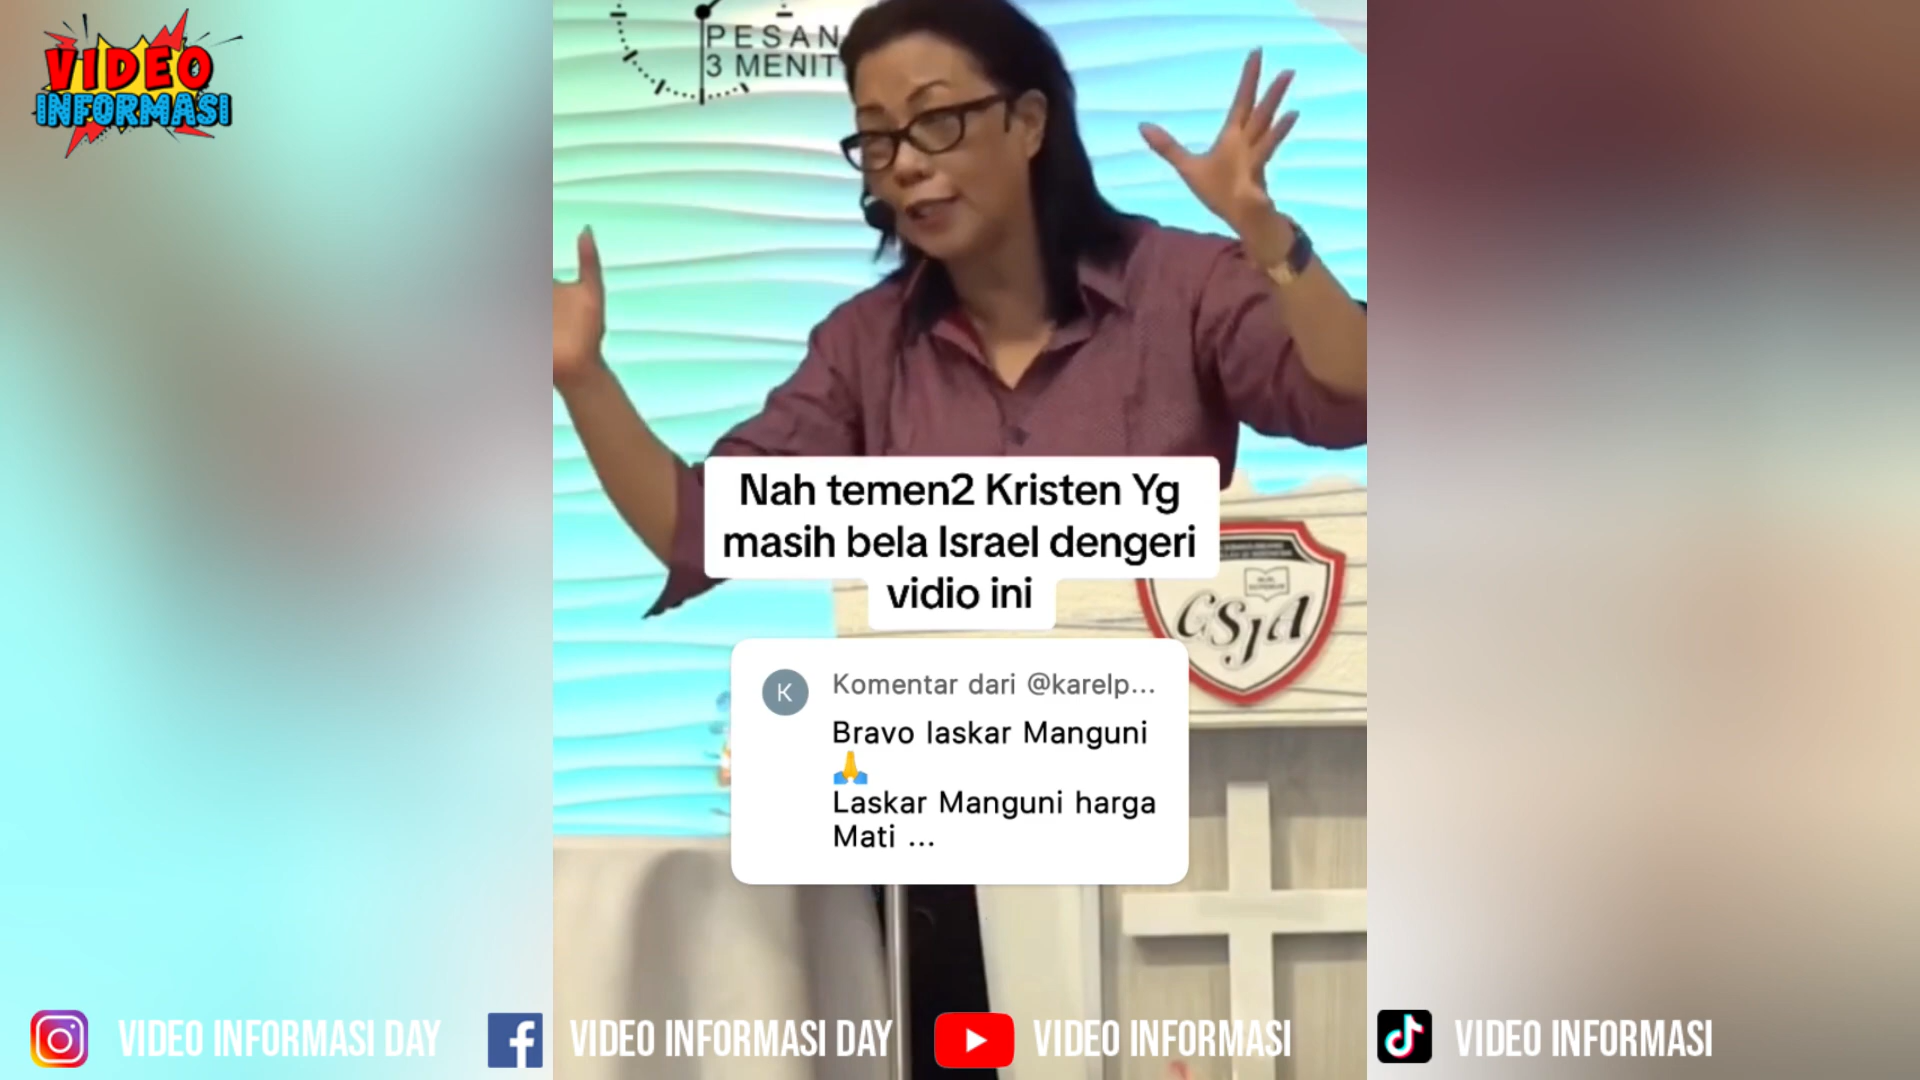 VIDEO
INFORMASI
PESAN
3 MENIT
Nah temen2 Kristen Yg
masih bela Israel dengeri
vidio ini
CSJA
K
Komentar dari @karelp...
Bravo laskar Manguni
🙏
Laskar Manguni harga
Mati ...
VIDEO INFORMASI DAY
VIDEO INFORMASI DAY
VIDEO INFORMASI
VIDEO INFORMASI